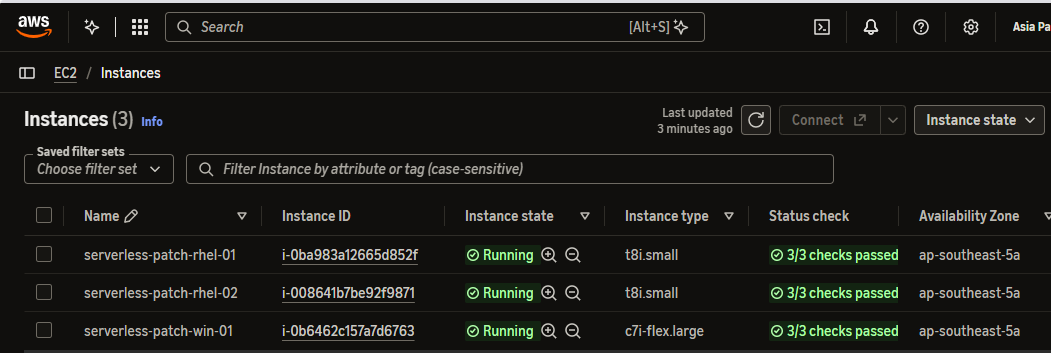 aws Search [Alt+S] Asia Pa
EC2 / Instances
Instances (3) Info Last updated 3 minutes ago Connect Instance state
Saved filter sets
Choose filter set Filter Instance by attribute or tag (case-sensitive)
Name Instance ID Instance state Instance type Status check Availability Zone
serverless-patch-rhel-01 i-0ba983a12665d852f Running t8i.small 3/3 checks passed ap-southeast-5a
serverless-patch-rhel-02 i-008641b7be92f9871 Running t8i.small 3/3 checks passed ap-southeast-5a
serverless-patch-win-01 i-0b6462c157a7d6763 Running c7i-flex.large 3/3 checks passed ap-southeast-5a